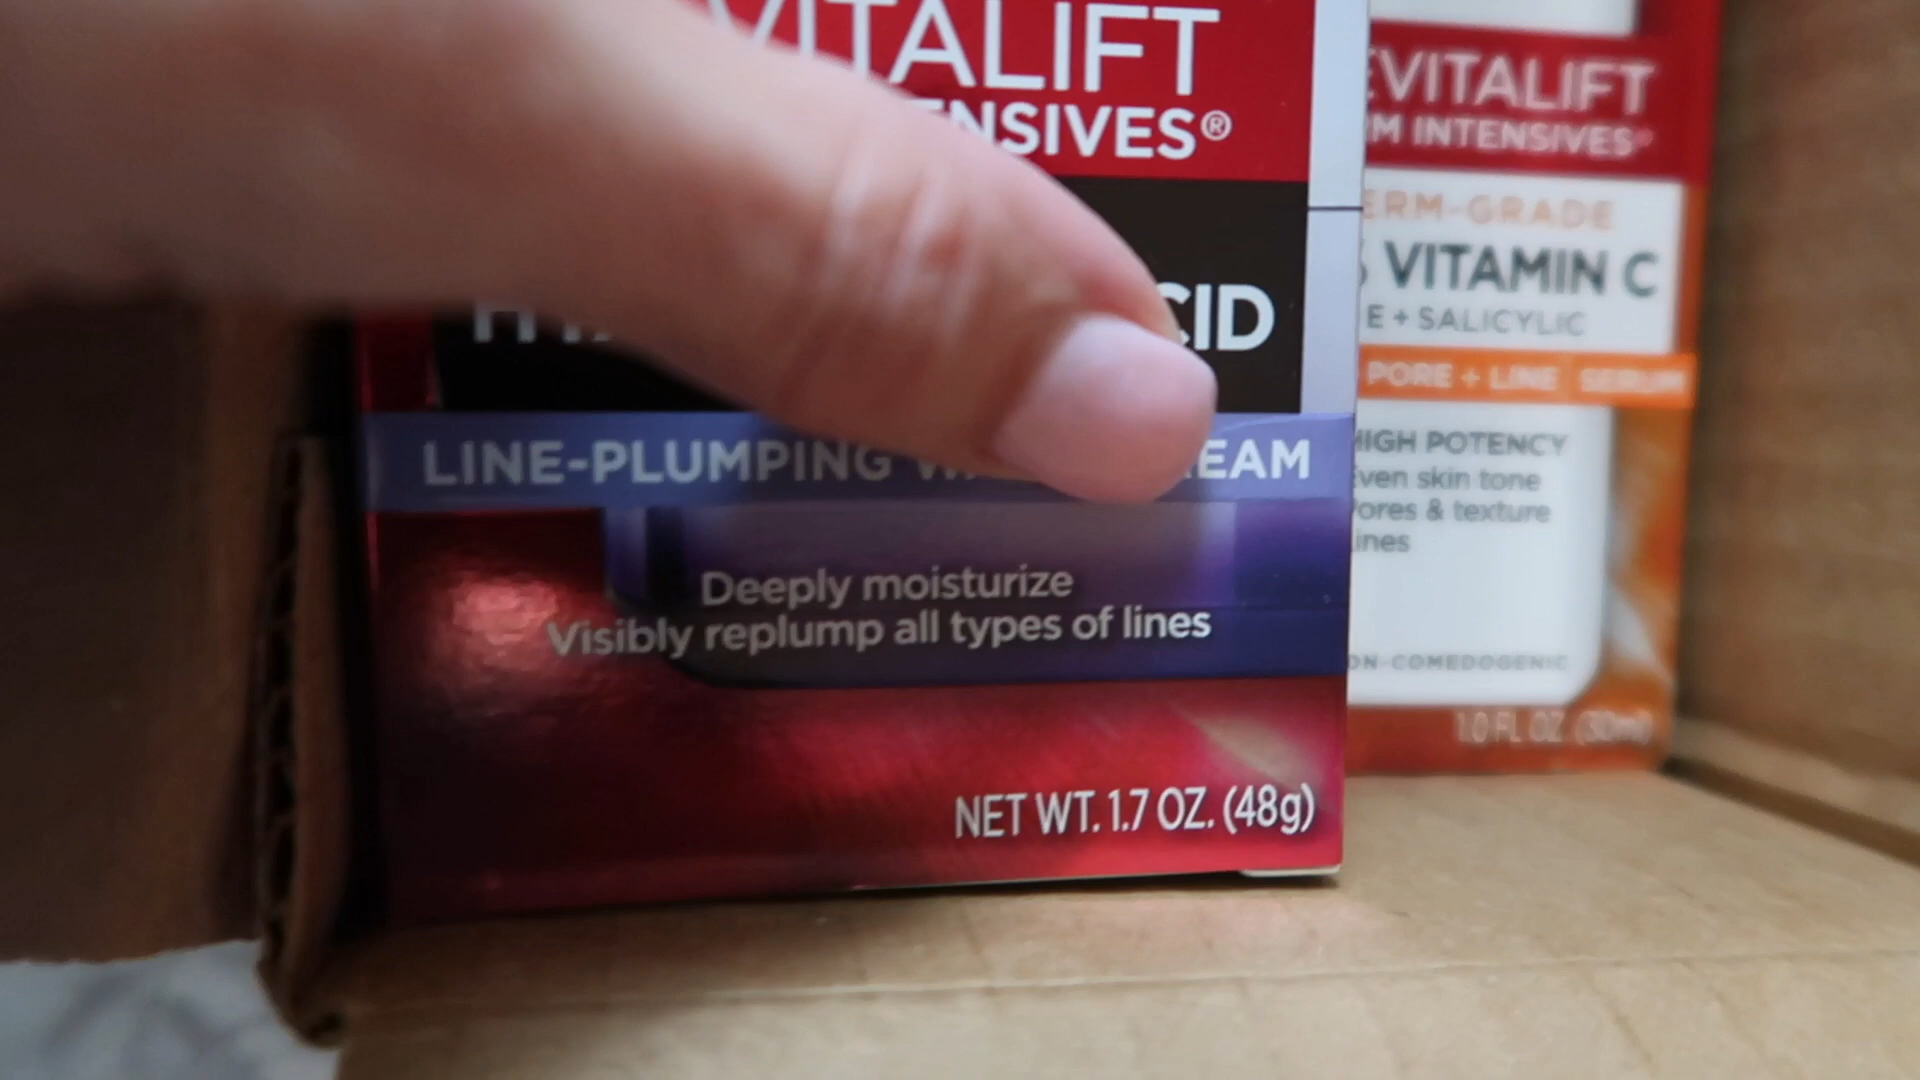 VITALIFT
ENSIVES®
CID
LINE-PLUMPING EAM
Deeply moisturize
Visibly replump all types of lines
NET WT. 1.7 OZ. (48g)
EVITALIFT
M INTENSIVES®
ERM-GRADE
VITAMIN C
E + SALICYLIC
PORE + LINE SERUM
HIGH POTENCY
Even skin tone
ores & texture
ines
ON-COMEDOGENIC
1.0 FL. OZ. (30ml)